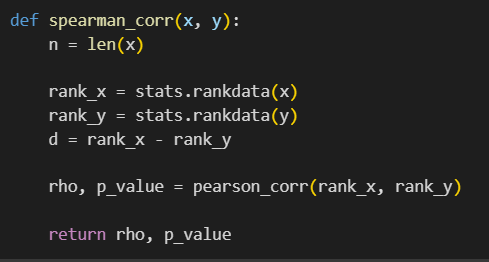 def spearman_corr(x, y):
    n = len(x)

    rank_x = stats.rankdata(x)
    rank_y = stats.rankdata(y)
    d = rank_x - rank_y

    rho, p_value = pearson_corr(rank_x, rank_y)

    return rho, p_value